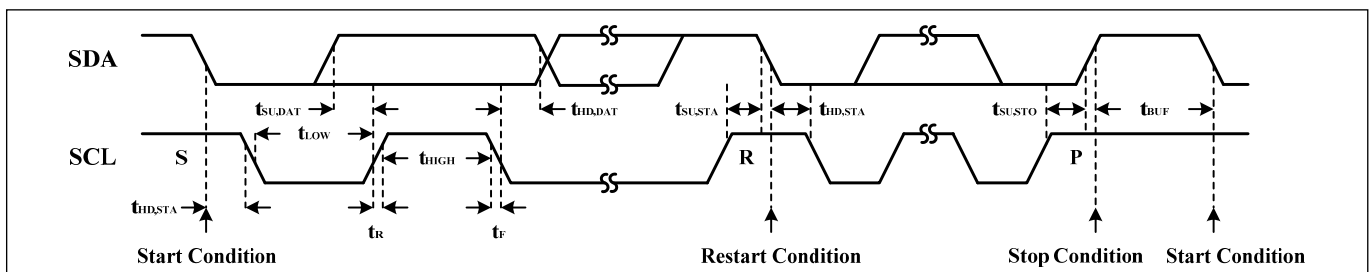 SDA
tSU,DAT
tHD,DAT
tSU,STA
tHD,STA
tSU,STO
tBUF
tLOW
SCL
S
tHIGH
R
P
tHD,STA
tR
tF
Start Condition
Restart Condition
Stop Condition
Start Condition